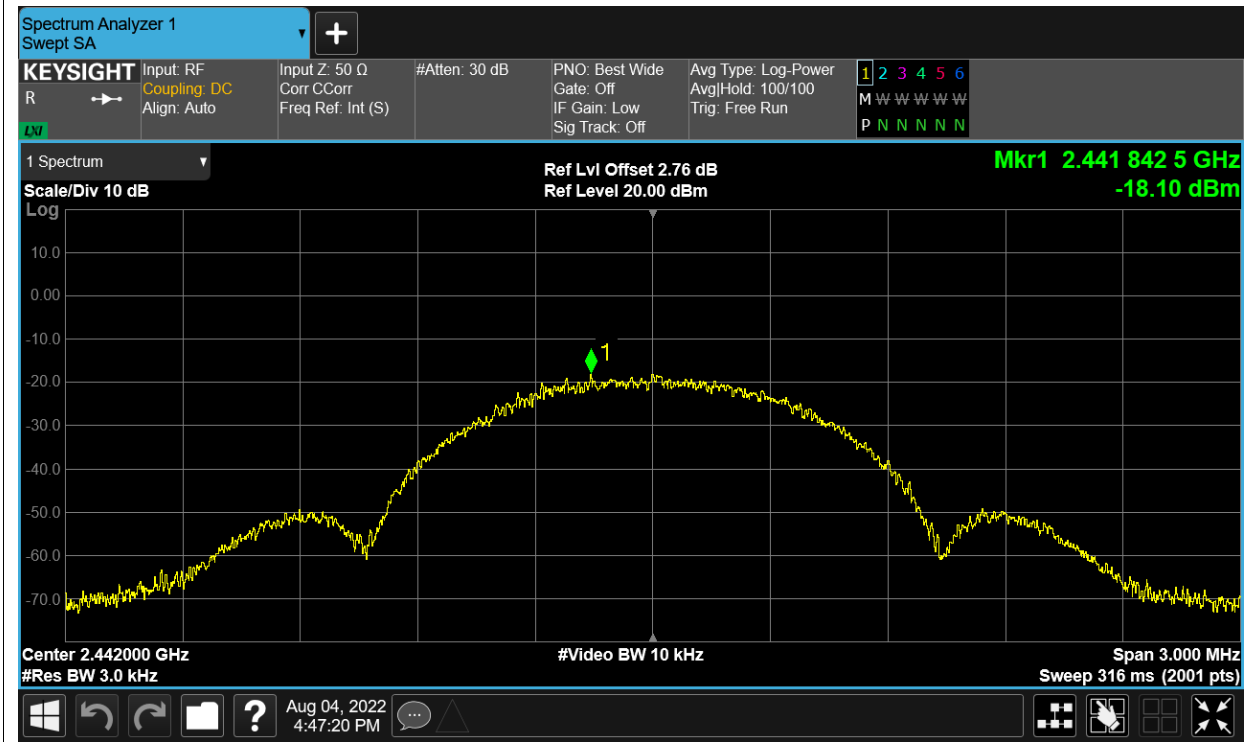 Spectrum Analyzer 1
Swept SA
▼
+
KEYSIGHT
R
LXI
Input: RF
Coupling: DC
Align: Auto
Input Z: 50 Ω
Corr CCorr
Freq Ref: Int (S)
#Atten: 30 dB
PNO: Best Wide
Gate: Off
IF Gain: Low
Sig Track: Off
Avg Type: Log-Power
Avg|Hold: 100/100
Trig: Free Run
1 2 3 4 5 6
M W W W W W W
P N N N N N N
1 Spectrum ▼
Scale/Div 10 dB
Log
Ref Lvl Offset 2.76 dB
Ref Level 20.00 dBm
Mkr1 2.441 842 5 GHz
-18.10 dBm
10.0
0.00
-10.0
1
-20.0
-30.0
-40.0
-50.0
-60.0
-70.0
Center 2.442000 GHz
#Res BW 3.0 kHz
#Video BW 10 kHz
Span 3.000 MHz
Sweep 316 ms (2001 pts)
?
Aug 04, 2022
4:47:20 PM